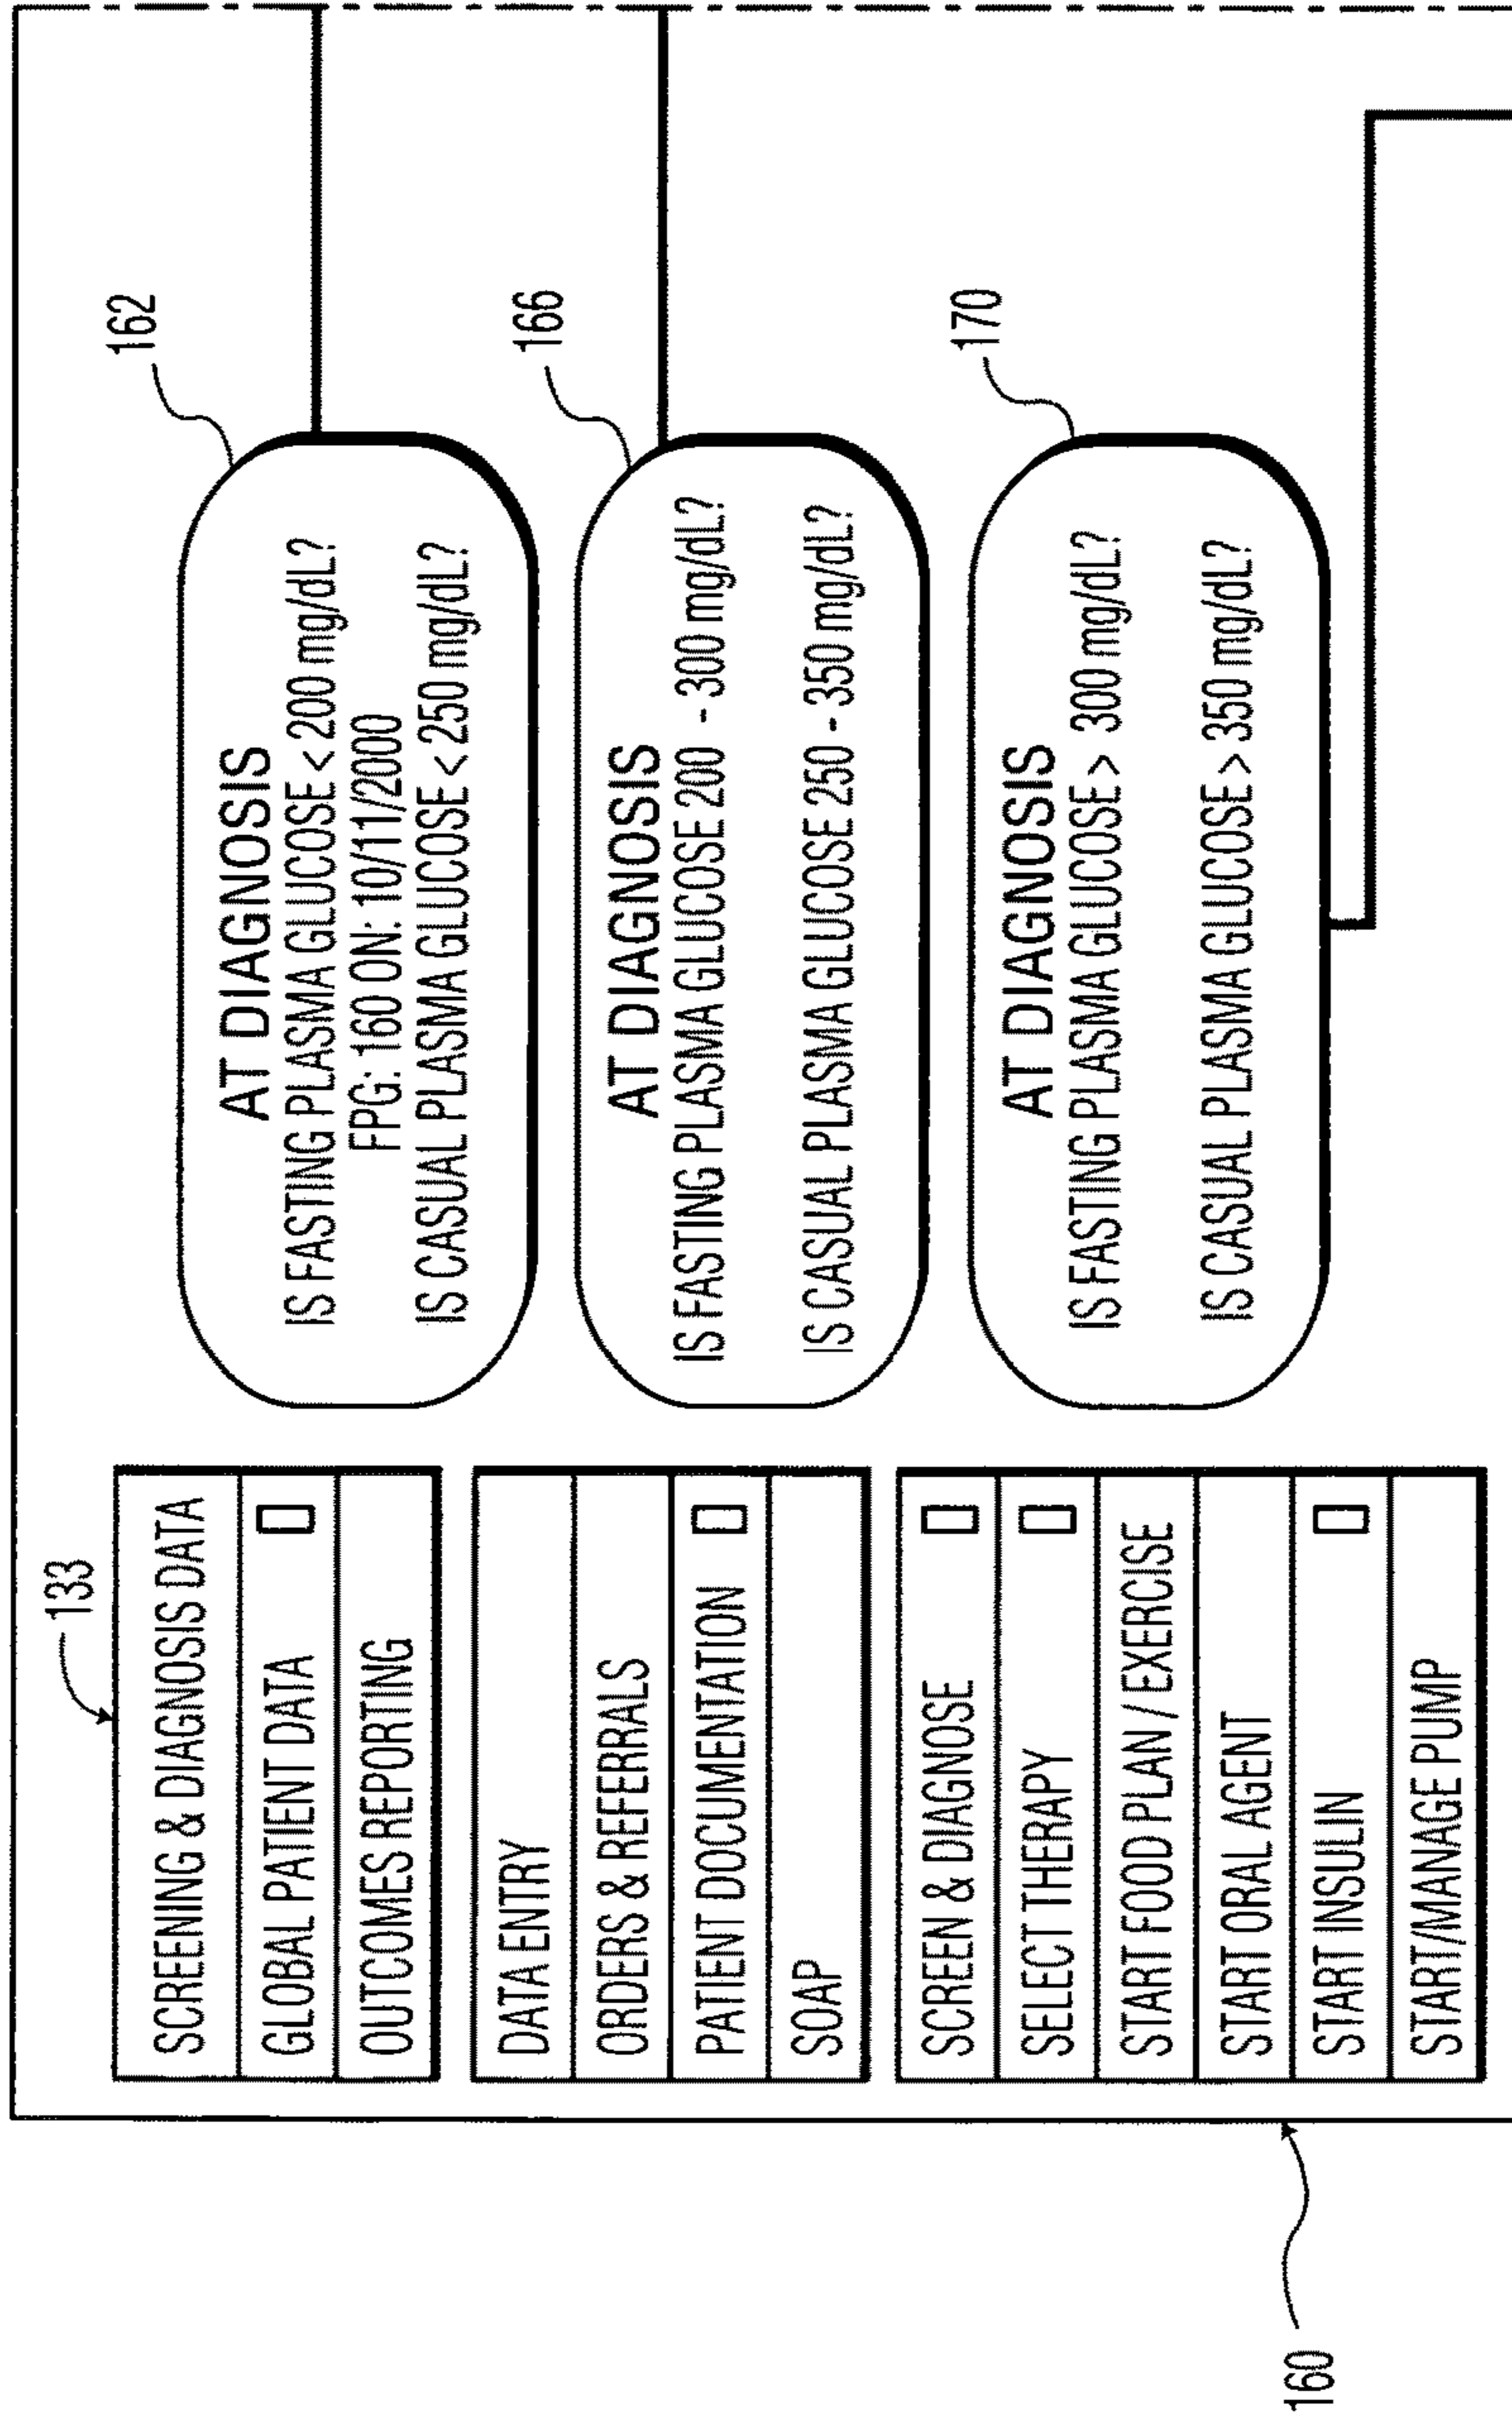 133
SCREENING & DIAGNOSIS DATA
GLOBAL PATIENT DATA
OUTCOMES REPORTING
DATA ENTRY
ORDERS & REFERRALS
PATIENT DOCUMENTATION
SOAP
SCREEN & DIAGNOSE
SELECT THERAPY
START FOOD PLAN / EXERCISE
START ORAL AGENT
START INSULIN
START/MANAGE PUMP
160
162
AT DIAGNOSIS
IS FASTING PLASMA GLUCOSE < 200 mg/dL?
FPG: 160 ON: 10/11/2000
IS CASUAL PLASMA GLUCOSE < 250 mg/dL?
166
AT DIAGNOSIS
IS FASTING PLASMA GLUCOSE 200 - 300 mg/dL?
IS CASUAL PLASMA GLUCOSE 250 - 350 mg/dL?
170
AT DIAGNOSIS
IS FASTING PLASMA GLUCOSE > 300 mg/dL?
IS CASUAL PLASMA GLUCOSE > 350 mg/dL?